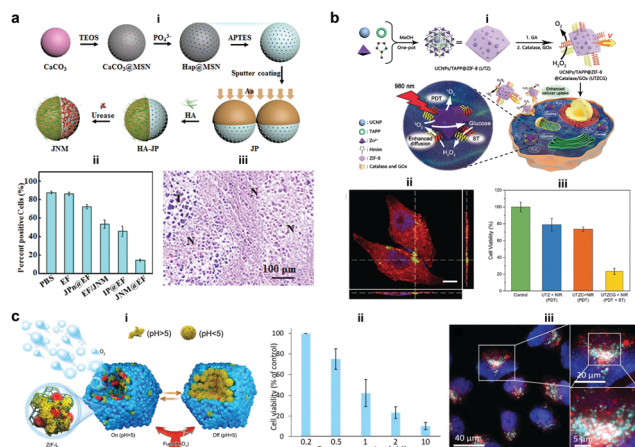 a
i
TEOS
PO₄³⁻
APTES
CaCO₃
CaCO₃@MSN
Hap@MSN
Sputter coating
Au
Urease
HA
JNM
HA-JP
JP
ii
Percent positive Cells (%)
100
80
60
40
20
0
PBS
EF
JPn@EF
EF/JNM
IP@EF
JNM@EF
iii
T
N
N
N
100 μm
b
i
MeOH
One-pot
1. GA
2. Catalase, GOx
UCNPs/TAPP@ZIF-8 (UTZ)
UCNPs/TAPP@ZIF-8
@Catalase/GOx (UTZCG)
O₂
H₂O₂
V
980 nm
PDT
¹O₂
³O₂
Glucose
Enhanced
diffusion
H₂O₂
ST
Enhanced
cellular uptake
: UCNP
: TAPP
: Zn²⁺
: Hmim
: ZIF-8
: Catalase and GOx
ii
iii
Cell Viability (%)
120
100
80
60
40
20
0
Control
UTZ + NIR
(PDT)
UTZC+NIR
(PDT)
UTZCG + NIR
(PDT + ST)
c
i
(pH>5)
(pH<5)
O₂
ZIF-L
On (pH>5)
Off (pH<5)
ii
Cell viability (% of control)
100
80
60
40
20
0
0.2
0.5
1
2
10
iii
20 μm
40 μm
5 μm